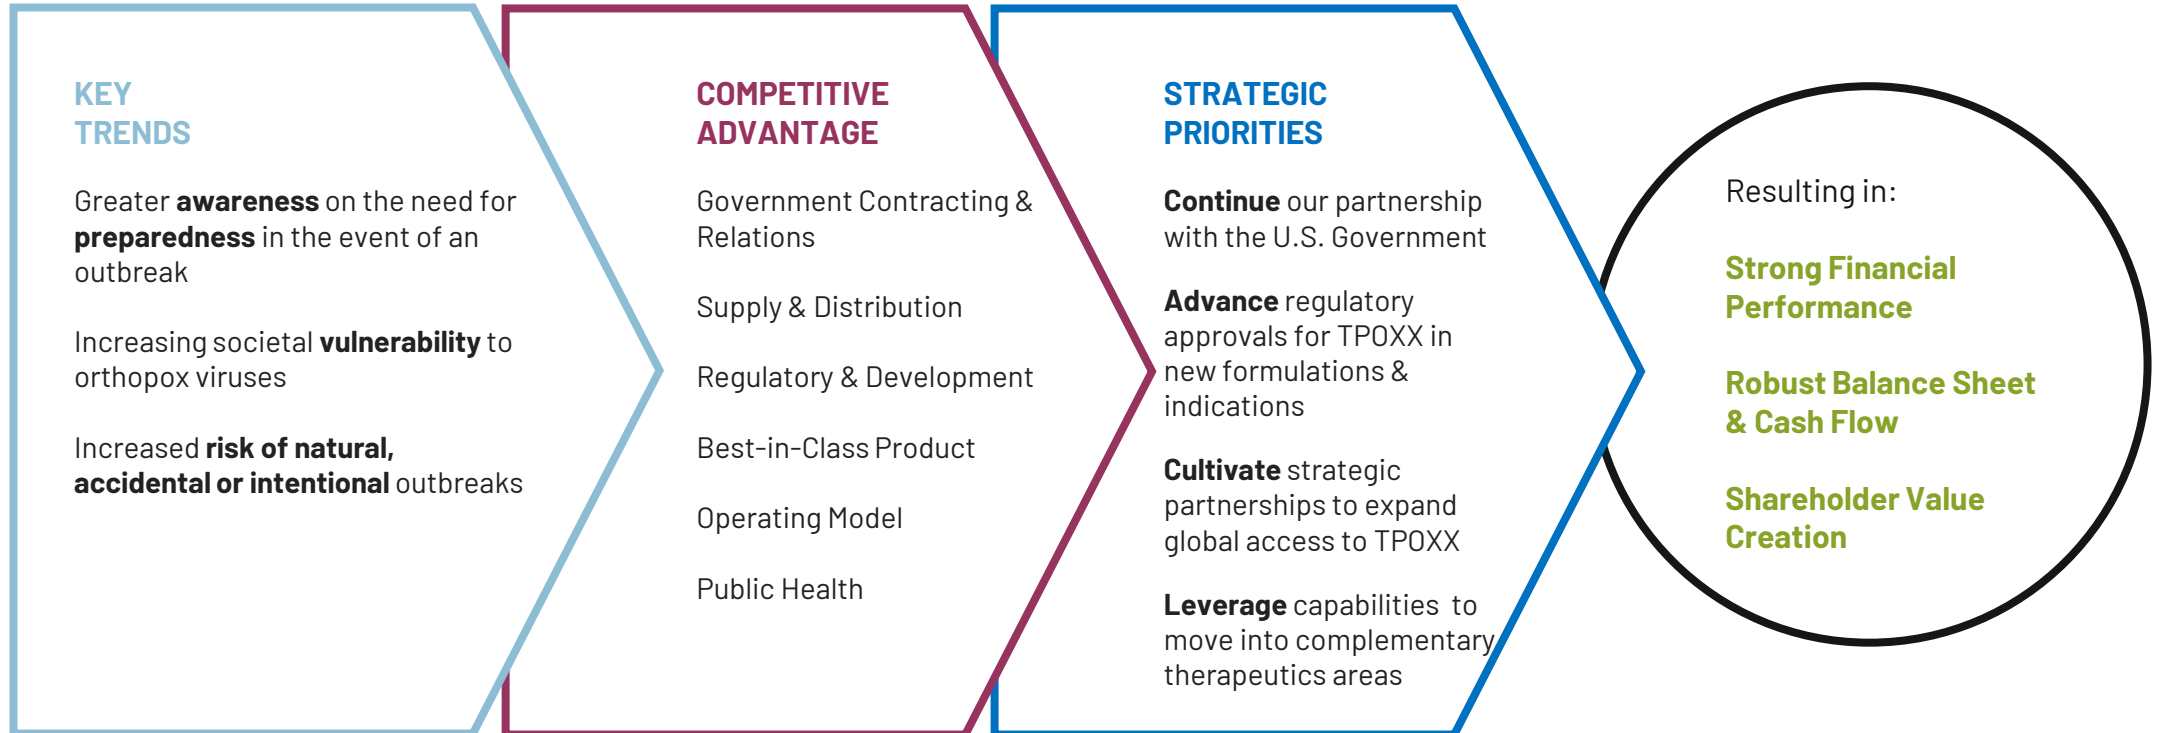 KEY
TRENDS
Greater awareness on the need for
preparedness in the event of an
outbreak
Increasing societal vulnerability to
orthopox viruses
Increased risk of natural,
accidental or intentional outbreaks
COMPETITIVE
ADVANTAGE
Government Contracting &
Relations
Supply & Distribution
Regulatory & Development
Best-in-Class Product
Operating Model
Public Health
STRATEGIC
PRIORITIES
Continue our partnership
with the U.S. Government
Advance regulatory
approvals for TPOXX in
new formulations &
indications
Cultivate strategic
partnerships to expand
global access to TPOXX
Leverage capabilities to
move into complementary
therapeutics areas
Resulting in:
Strong Financial
Performance
Robust Balance Sheet
& Cash Flow
Shareholder Value
Creation